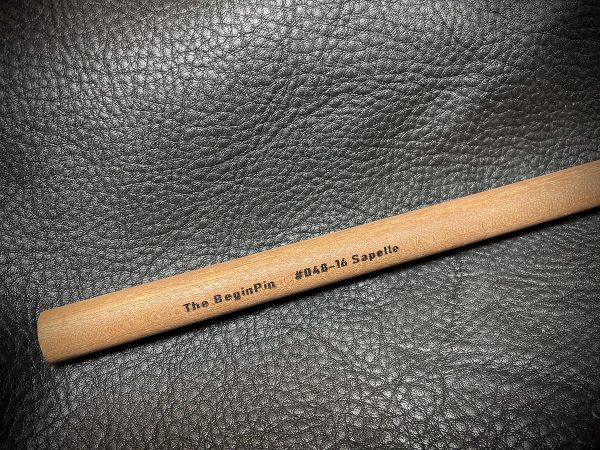 The BeginPin #048-16 Sapelle